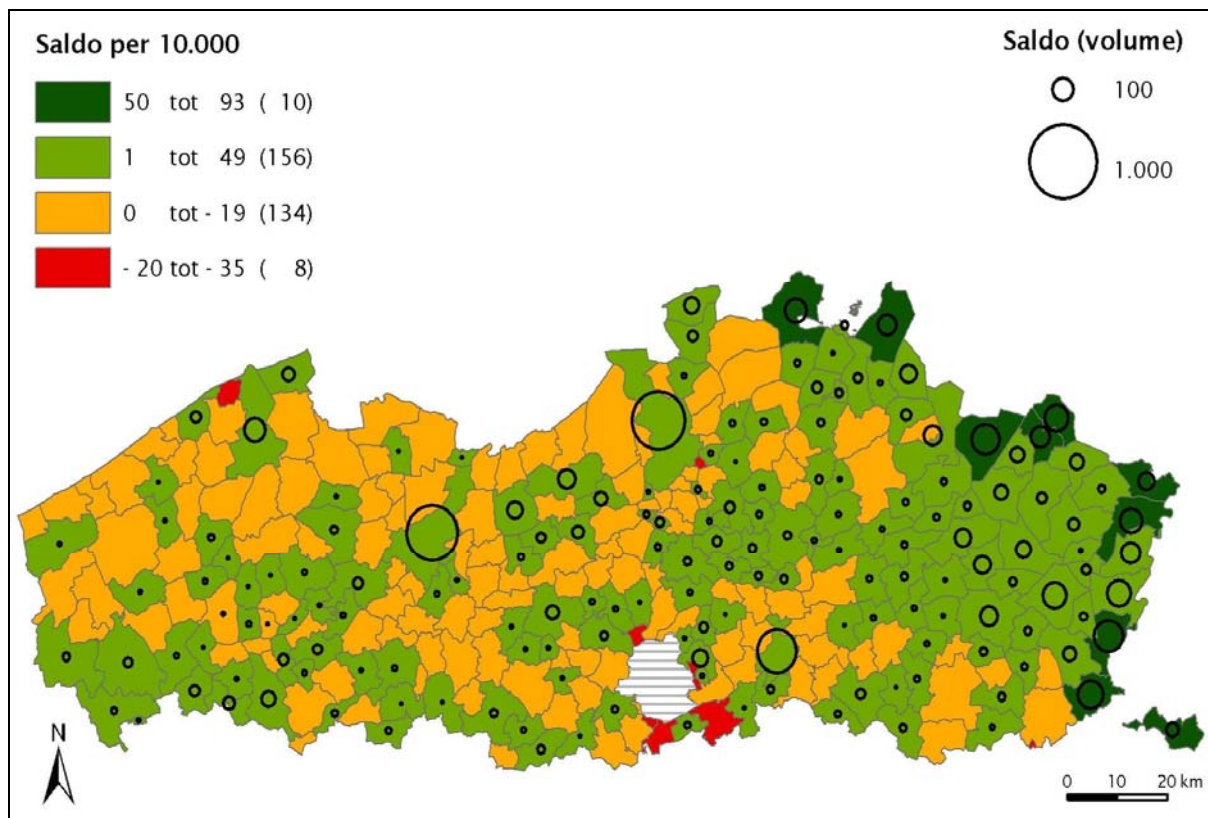 Saldo per 10.000
50 tot 93 ( 10)
1 tot 49 (156)
0 tot - 19 (134)
- 20 tot - 35 ( 8)
Saldo (volume)
100
1.000
N
0 10 20 km